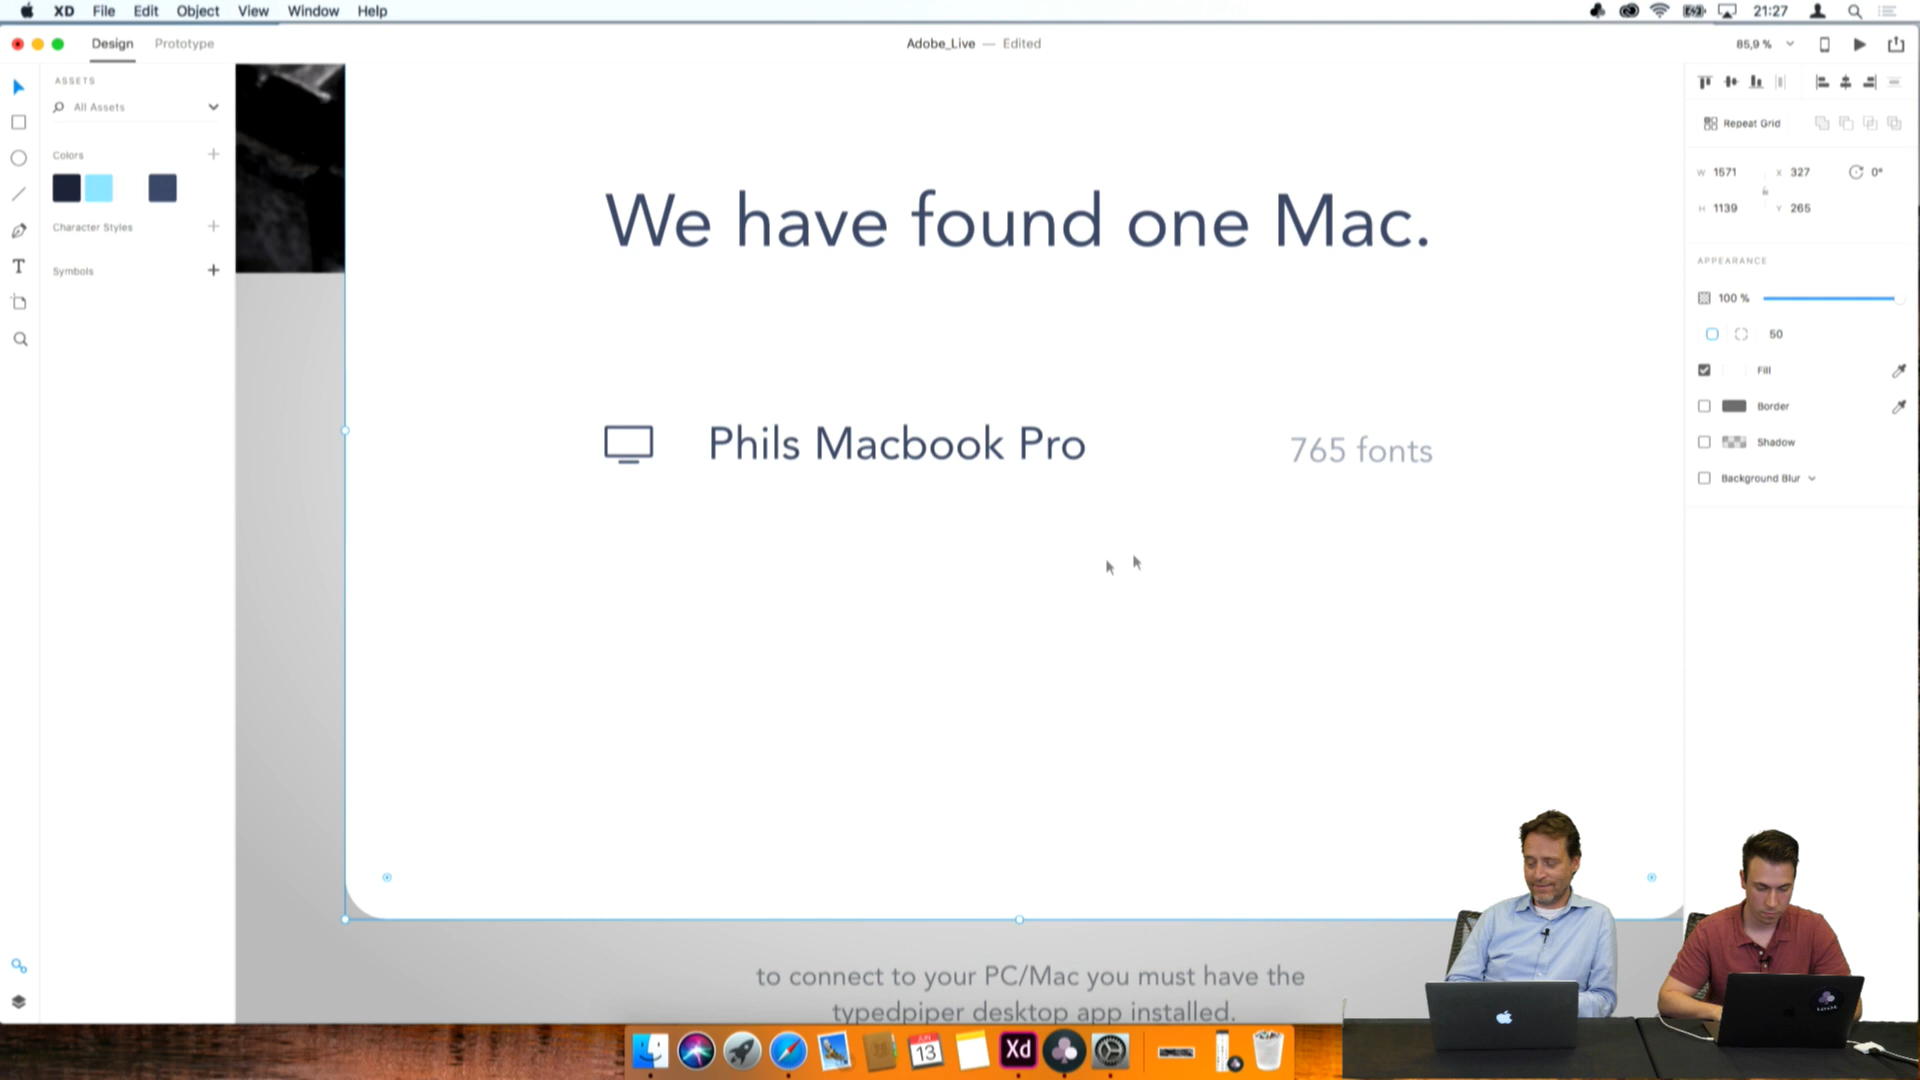 XD File Edit Object View Window Help 21:27
Design Prototype Adobe_Live — Edited 85,9 %
ASSETS
All Assets
Colors
Character Styles
Symbols
We have found one Mac.
Phils Macbook Pro 765 fonts
to connect to your PC/Mac you must have the
typedpiper desktop app installed.
Repeat Grid
W 1571 X 327 0°
H 1139 Y 265
APPEARANCE
100 %
50
Fill
Border
Shadow
Background Blur
13
Xd